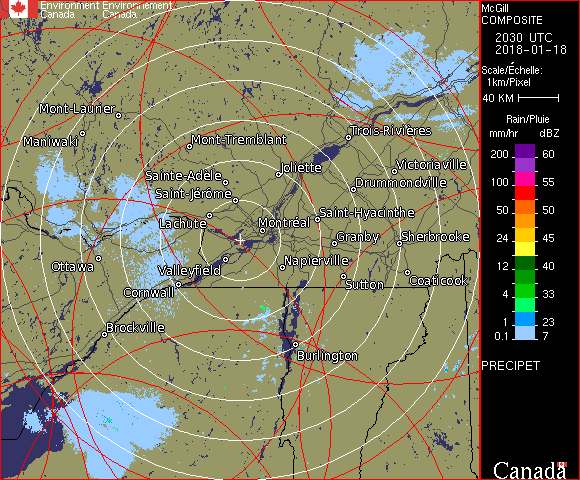 Environment Environnement
Canada Canada
McGill
COMPOSITE
2030 UTC
2018-01-18
Scale/Échelle:
1km/Pixel
40 KM
Rain/Pluie
mm/hr dBZ
200 60
100 55
50 50
24 45
12 40
4 33
1 23
0.1 7
PRECIPET
Mont-Laurier
Maniwaki
Mont-Tremblant
Trois-Rivières
Sainte-Adèle
Joliette
Victoriaville
Saint-Jérôme
Drummondville
Lachute
Montréal
Saint-Hyacinthe
Granby
Sherbrooke
Ottawa
Valleyfield
Napierville
Cornwall
Sutton
Coaticook
Brockville
Burlington
Canada